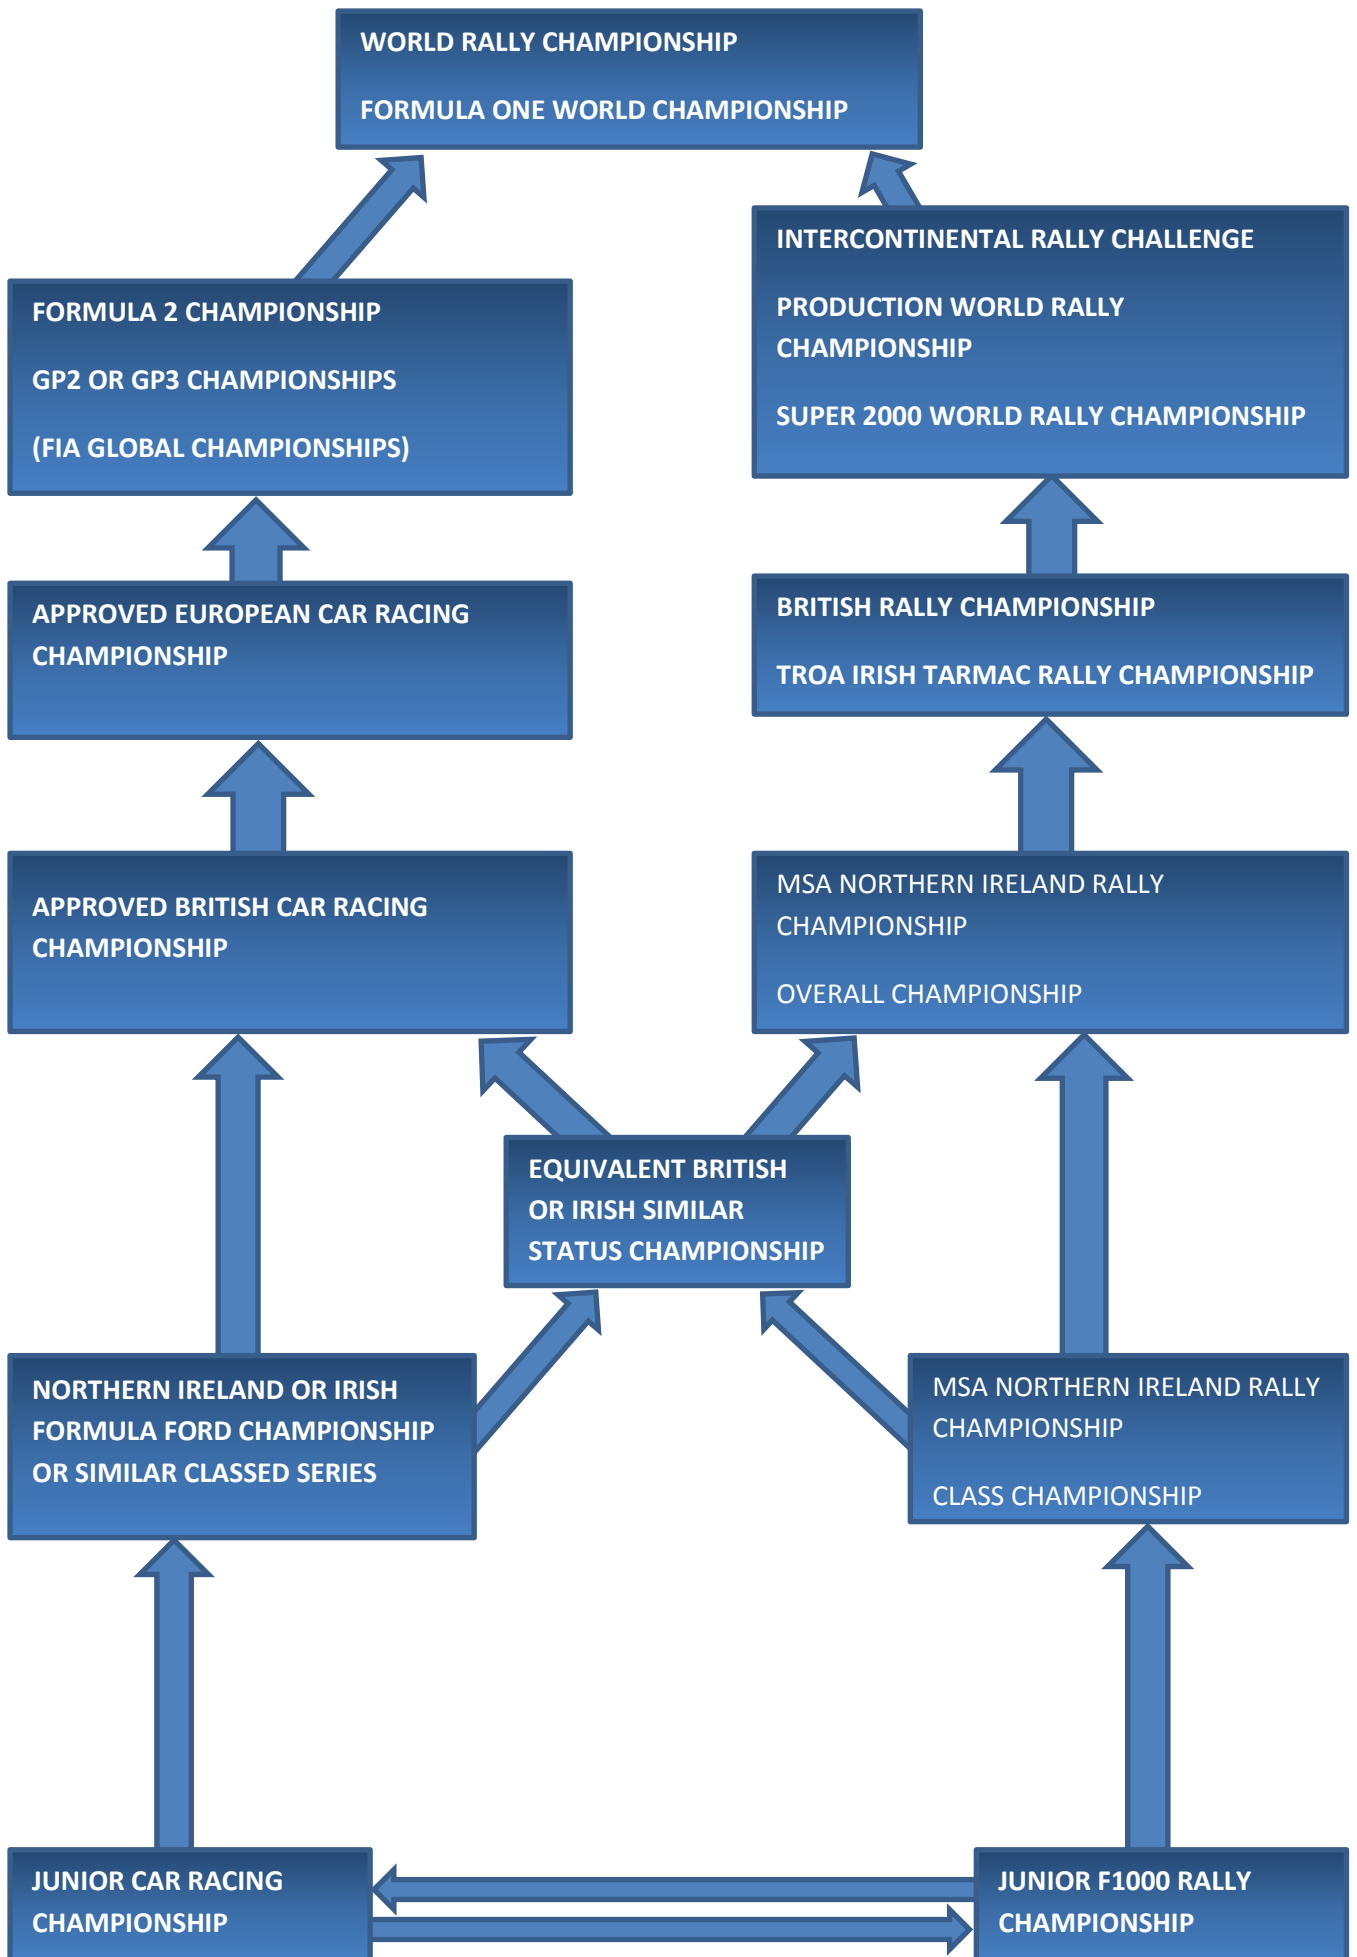 WORLD RALLY CHAMPIONSHIP
FORMULA ONE WORLD CHAMPIONSHIP
INTERCONTINENTAL RALLY CHALLENGE
PRODUCTION WORLD RALLY
CHAMPIONSHIP
SUPER 2000 WORLD RALLY CHAMPIONSHIP
FORMULA 2 CHAMPIONSHIP
GP2 OR GP3 CHAMPIONSHIPS
(FIA GLOBAL CHAMPIONSHIPS)
APPROVED EUROPEAN CAR RACING
CHAMPIONSHIP
BRITISH RALLY CHAMPIONSHIP
TROA IRISH TARMAC RALLY CHAMPIONSHIP
APPROVED BRITISH CAR RACING
CHAMPIONSHIP
MSA NORTHERN IRELAND RALLY
CHAMPIONSHIP
OVERALL CHAMPIONSHIP
EQUIVALENT BRITISH
OR IRISH SIMILAR
STATUS CHAMPIONSHIP
NORTHERN IRELAND OR IRISH
FORMULA FORD CHAMPIONSHIP
OR SIMILAR CLASSED SERIES
MSA NORTHERN IRELAND RALLY
CHAMPIONSHIP
CLASS CHAMPIONSHIP
JUNIOR CAR RACING
CHAMPIONSHIP
JUNIOR F1000 RALLY
CHAMPIONSHIP